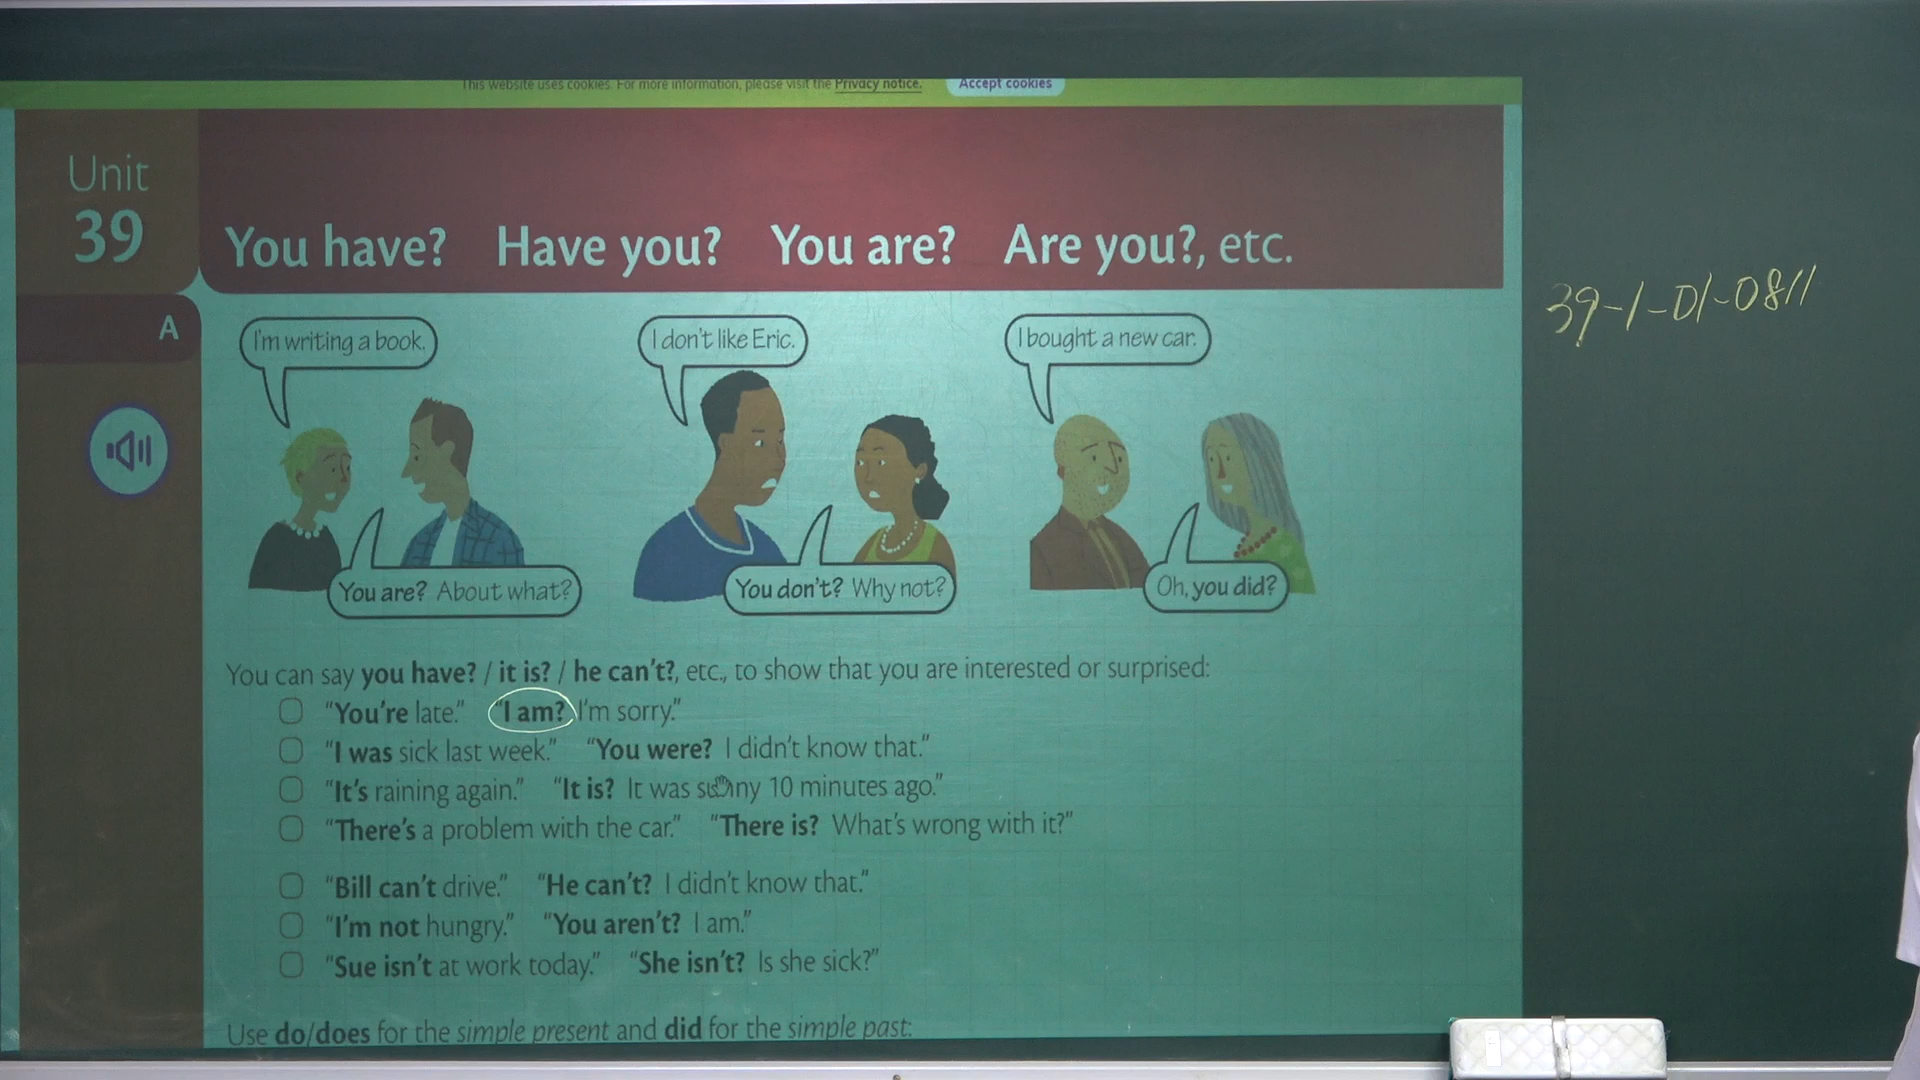 This website uses cookies. For more information, please visit the Privacy notice. Accept cookies
Unit
39
You have? Have you? You are? Are you?, etc.
39-1-01-0811
A
I'm writing a book.
I don't like Eric.
I bought a new car.
You are? About what?
You don't? Why not?
Oh, you did?
You can say you have? / it is? / he can't?, etc., to show that you are interested or surprised:
"You're late." "I am? I'm sorry."
"I was sick last week." "You were? I didn't know that."
"It's raining again." "It is? It was sunny 10 minutes ago."
"There's a problem with the car." "There is? What's wrong with it?"
"Bill can't drive." "He can't? I didn't know that."
"I'm not hungry." "You aren't? I am."
"Sue isn't at work today." "She isn't? Is she sick?"
Use do/does for the simple present and did for the simple past: